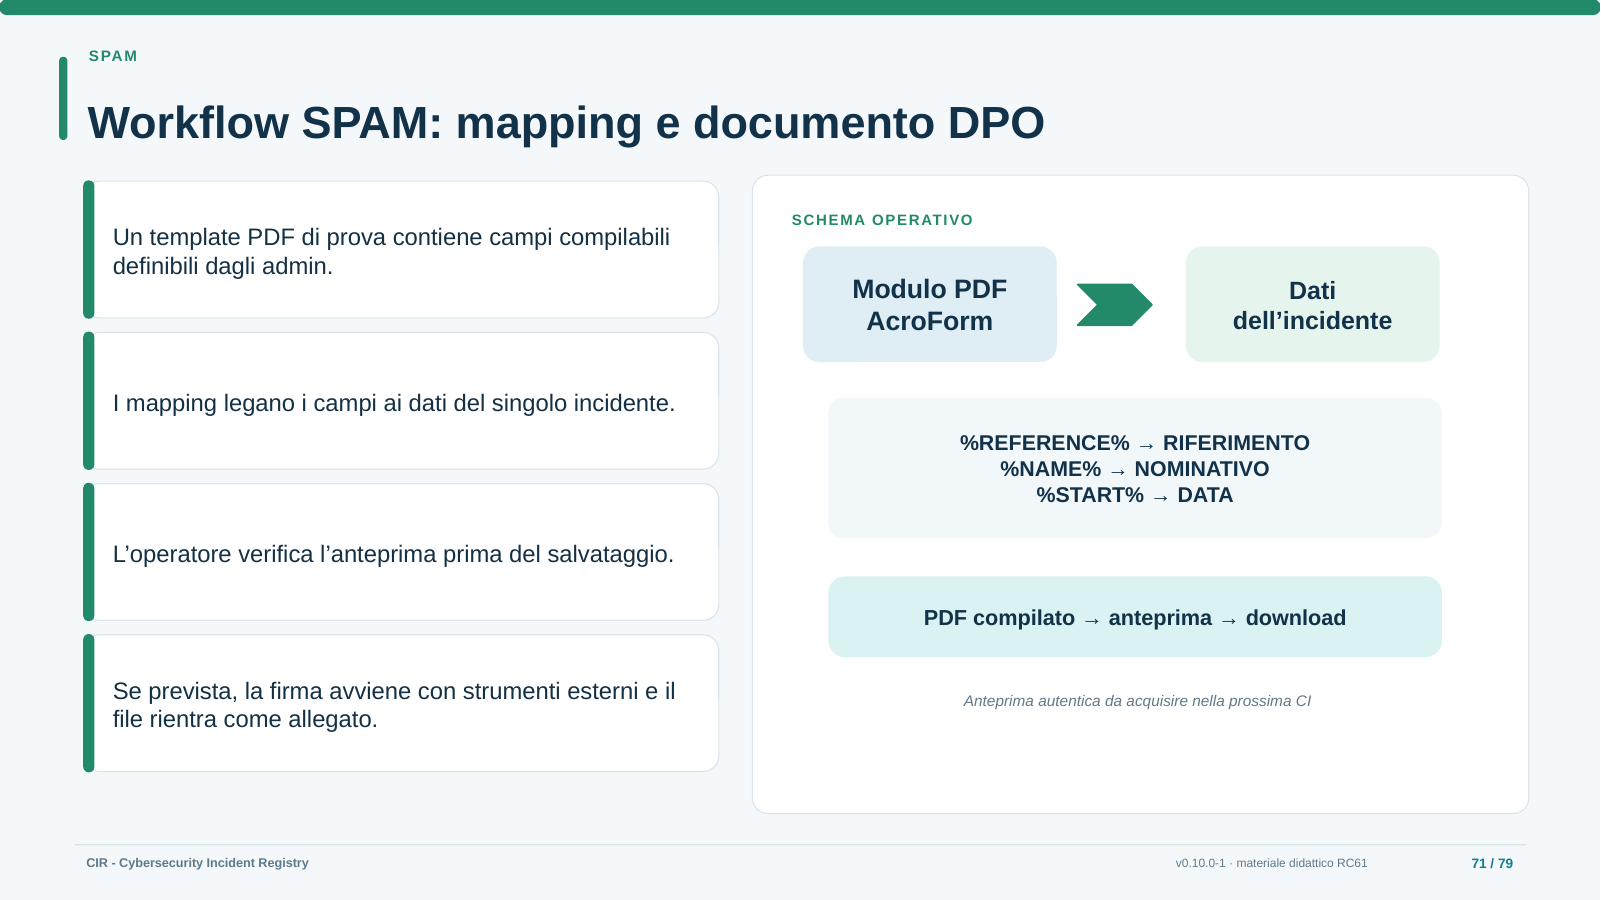 SPAM
Workflow SPAM: mapping e documento DPO
Un template PDF di prova contiene campi compilabili
definibili dagli admin.
I mapping legano i campi ai dati del singolo incidente.
L’operatore verifica l’anteprima prima del salvataggio.
Se prevista, la firma avviene con strumenti esterni e il
file rientra come allegato.
SCHEMA OPERATIVO
Modulo PDF
AcroForm
Dati
dell’incidente
%REFERENCE% → RIFERIMENTO
%NAME% → NOMINATIVO
%START% → DATA
PDF compilato → anteprima → download
Anteprima autentica da acquisire nella prossima CI
CIR - Cybersecurity Incident Registry
v0.10.0-1 · materiale didattico RC61
71 / 79